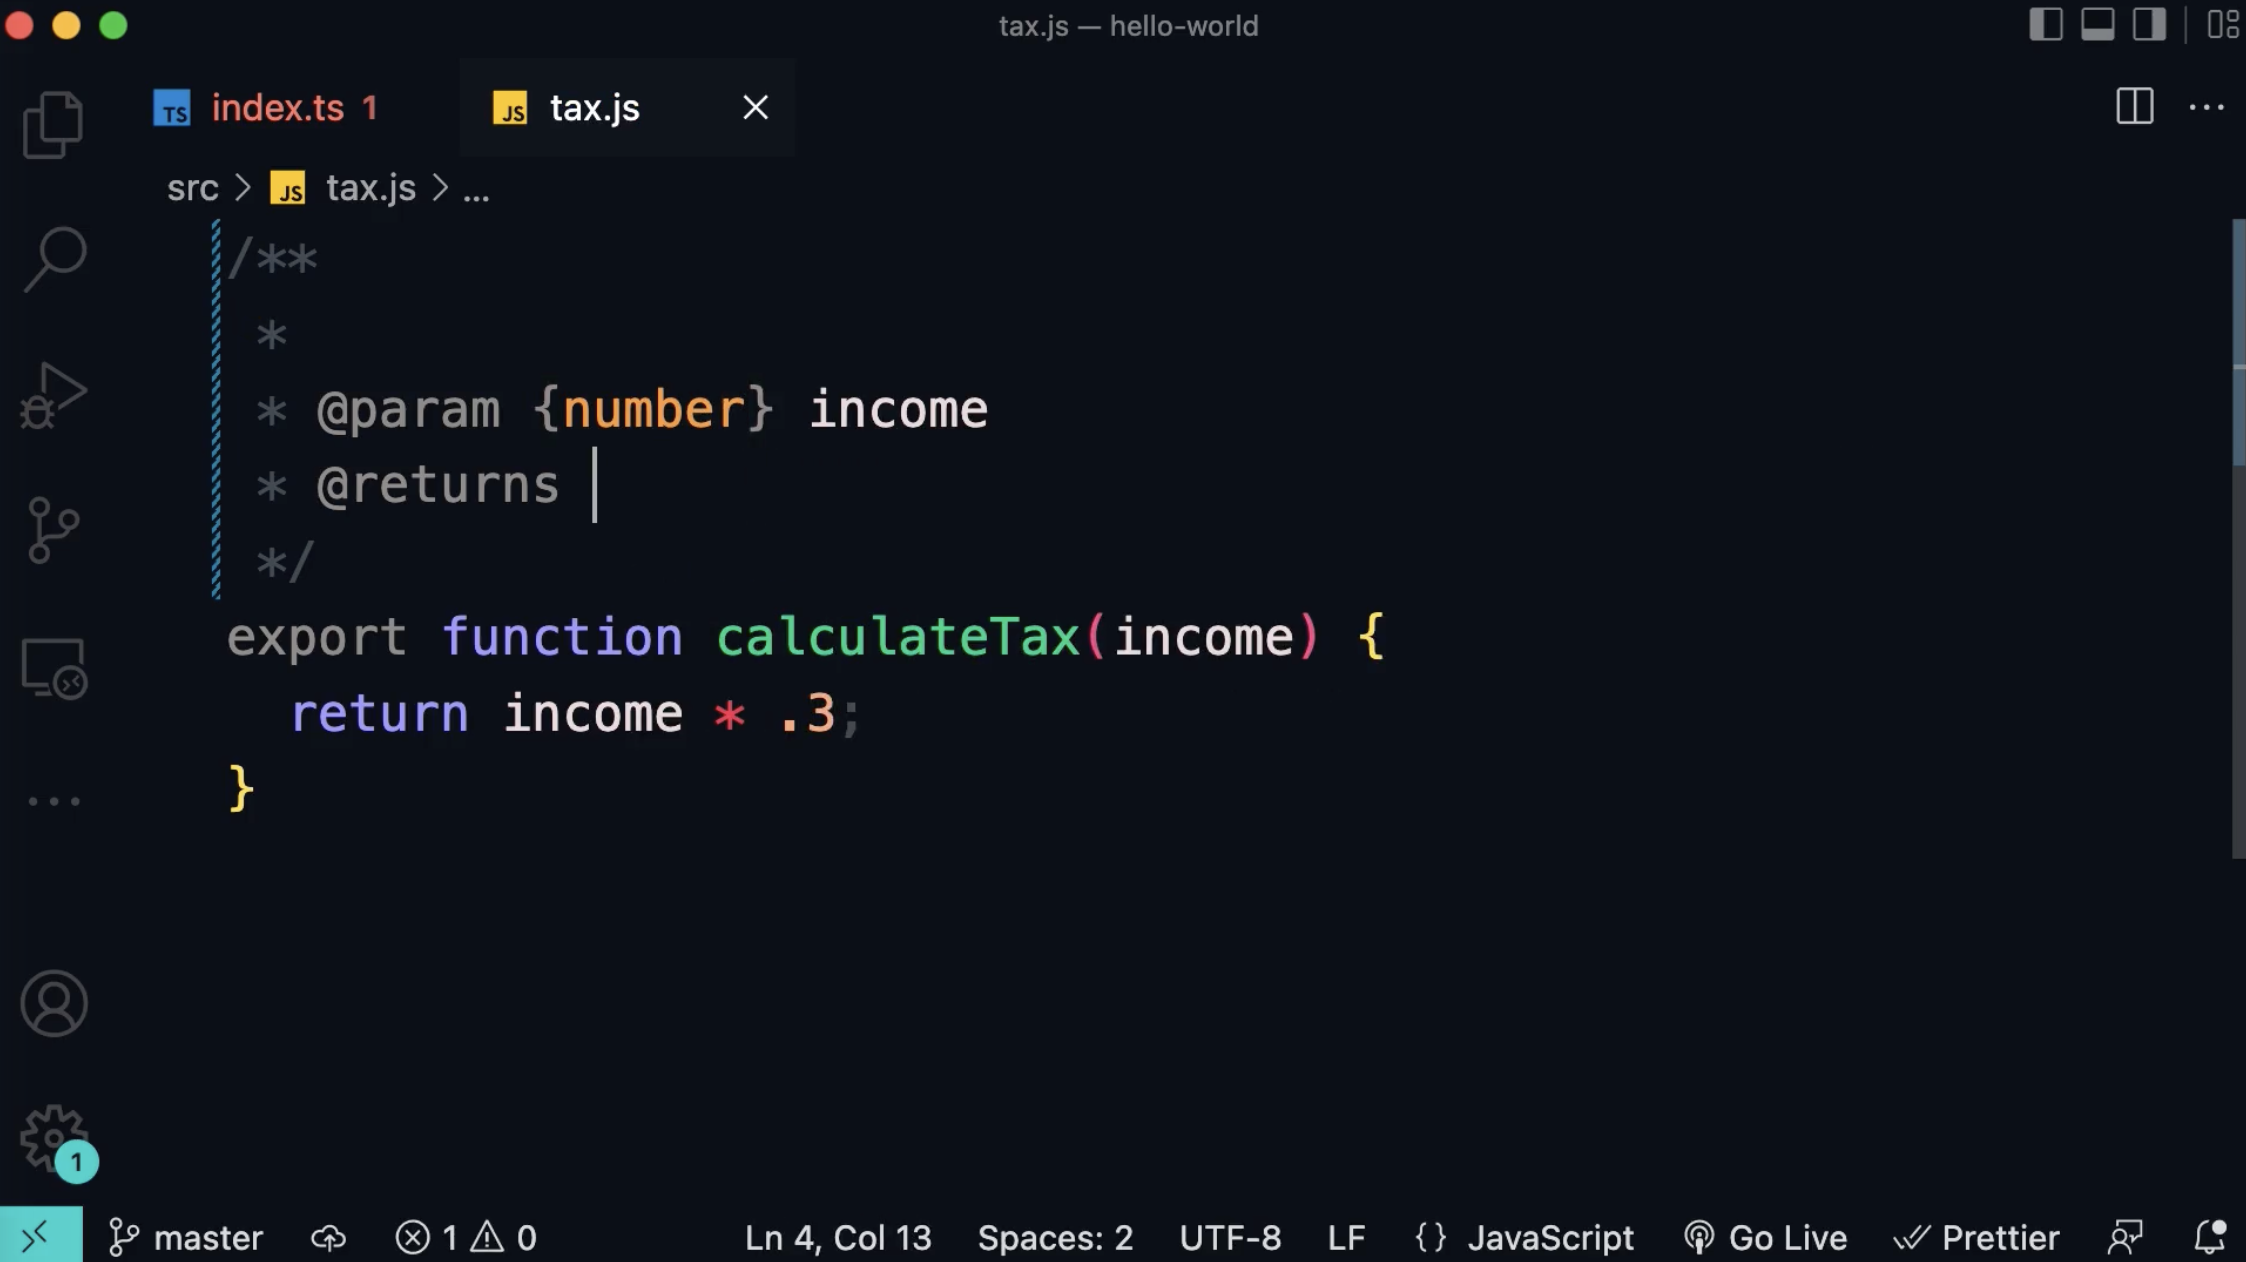 tax.js — hello-world
TS index.ts 1
JS tax.js
src > JS tax.js > ...
/**
*
* @param {number} income
* @returns
*/
export function calculateTax(income) {
return income * .3;
}
1
master 1 0 Ln 4, Col 13 Spaces: 2 UTF-8 LF {} JavaScript Go Live Prettier